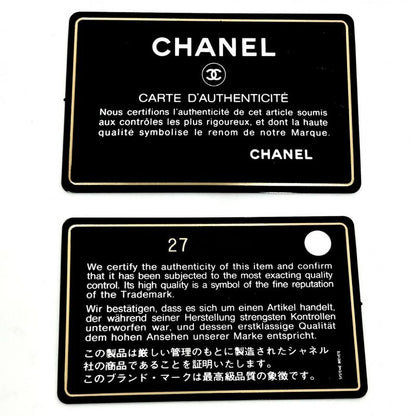 CHANEL
CARTE D'AUTHENTICITÉ
Nous certifions l'authenticité de cet article soumis
aux contrôles les plus rigoureux, et dont la haute
qualité symbolise le renom de notre Marque.
CHANEL
27
We certify the authenticity of this item and confirm
that it has been subjected to the most exacting quality
control. Its high quality is a symbol of the fine reputation
of the Trademark.
Wir bestätigen, dass es sich um einen Artikel handelt,
der während seiner Herstellung strengsten Kontrollen
unterworfen war, und dessen erstklassige Qualität
dem hohen Ansehen unserer Marke entspricht.
この製品は厳しい管理のもとに製造されたシャネル
社の商品であることを証明いたします。
このブランド・マークは最高級品質の象徴です。